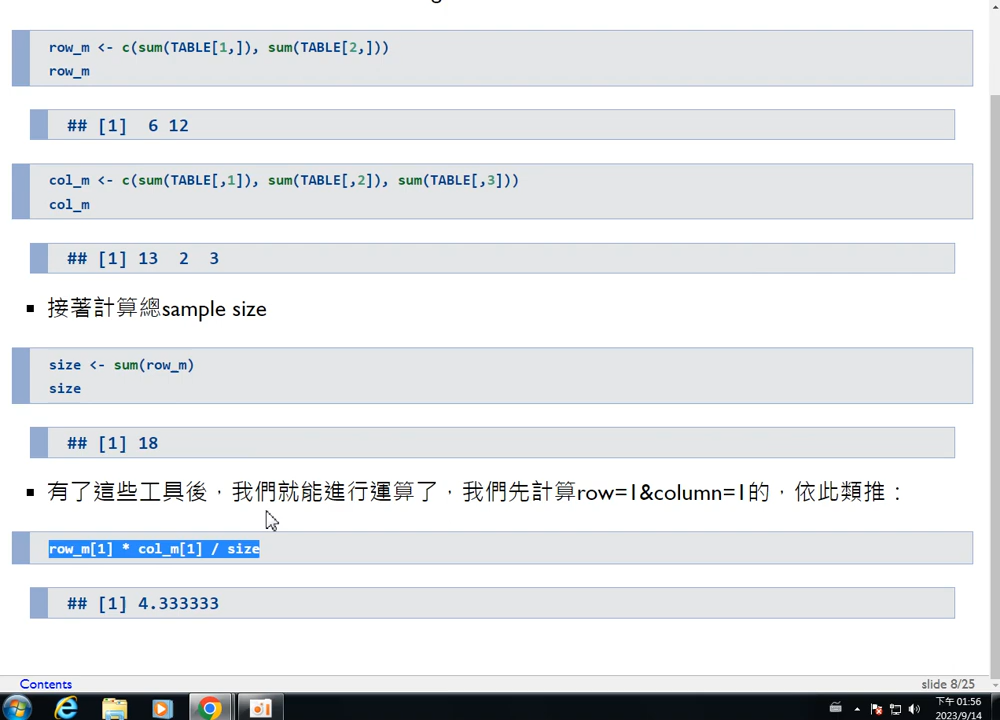 row_m <- c(sum(TABLE[1,]), sum(TABLE[2,]))
row_m
## [1]  6 12
col_m <- c(sum(TABLE[,1]), sum(TABLE[,2]), sum(TABLE[,3]))
col_m
## [1] 13  2  3
接著計算總sample size
size <- sum(row_m)
size
## [1] 18
有了這些工具後，我們就能進行運算了，我們先計算row=1&column=1的，依此類推：
row_m[1] * col_m[1] / size
## [1] 4.333333
Contents
slide 8/25
下午 01:56
2023/9/14